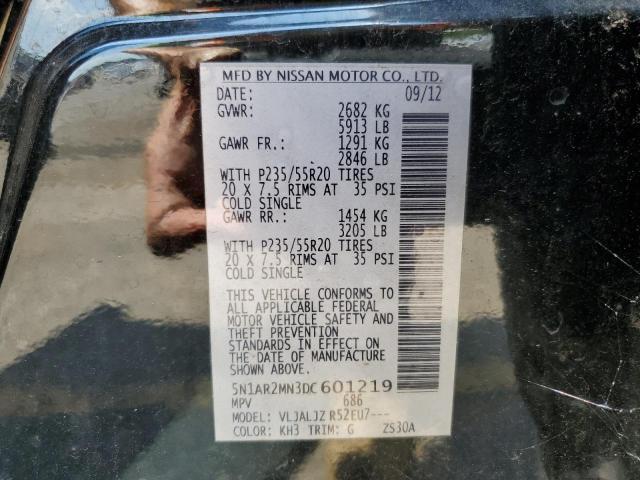 MFD BY NISSAN MOTOR CO., LTD.
DATE: 09/12
GVWR: 2682 KG
5913 LB
GAWR FR.: 1291 KG
2846 LB
WITH P235/55R20 TIRES
20 X 7.5 RIMS AT 35 PSI
COLD SINGLE
GAWR RR.: 1454 KG
3205 LB
WITH P235/55R20 TIRES
20 X 7.5 RIMS AT 35 PSI
COLD SINGLE
THIS VEHICLE CONFORMS TO
ALL APPLICABLE FEDERAL
MOTOR VEHICLE SAFETY AND
THEFT PREVENTION
STANDARDS IN EFFECT ON
THE DATE OF MANUFACTURE
SHOWN ABOVE.
5N1AR2MN3DC601219
MPV 686
MODEL: VLJALJZ R52EU7---
COLOR: KH3 TRIM: G ZS30A